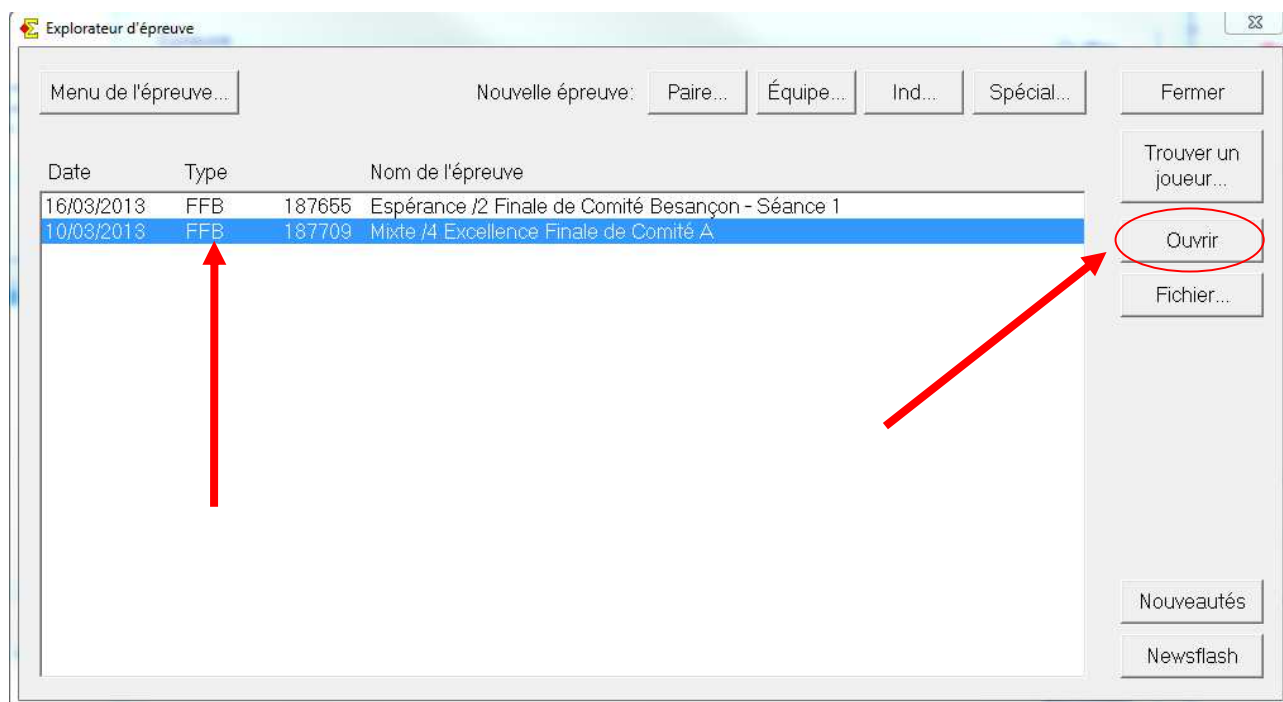 Explorateur d'épreuve
Menu de l'épreuve... Nouvelle épreuve: Paire... Équipe... Ind... Spécial... Fermer
Trouver un
joueur...
Date Type Nom de l'épreuve
16/03/2013 FFB 187655 Espérance /2 Finale de Comité Besançon - Séance 1
10/03/2013 FFB 187709 Mixte /4 Excellence Finale de Comité A
Ouvrir
Fichier...
Nouveautés
Newsflash